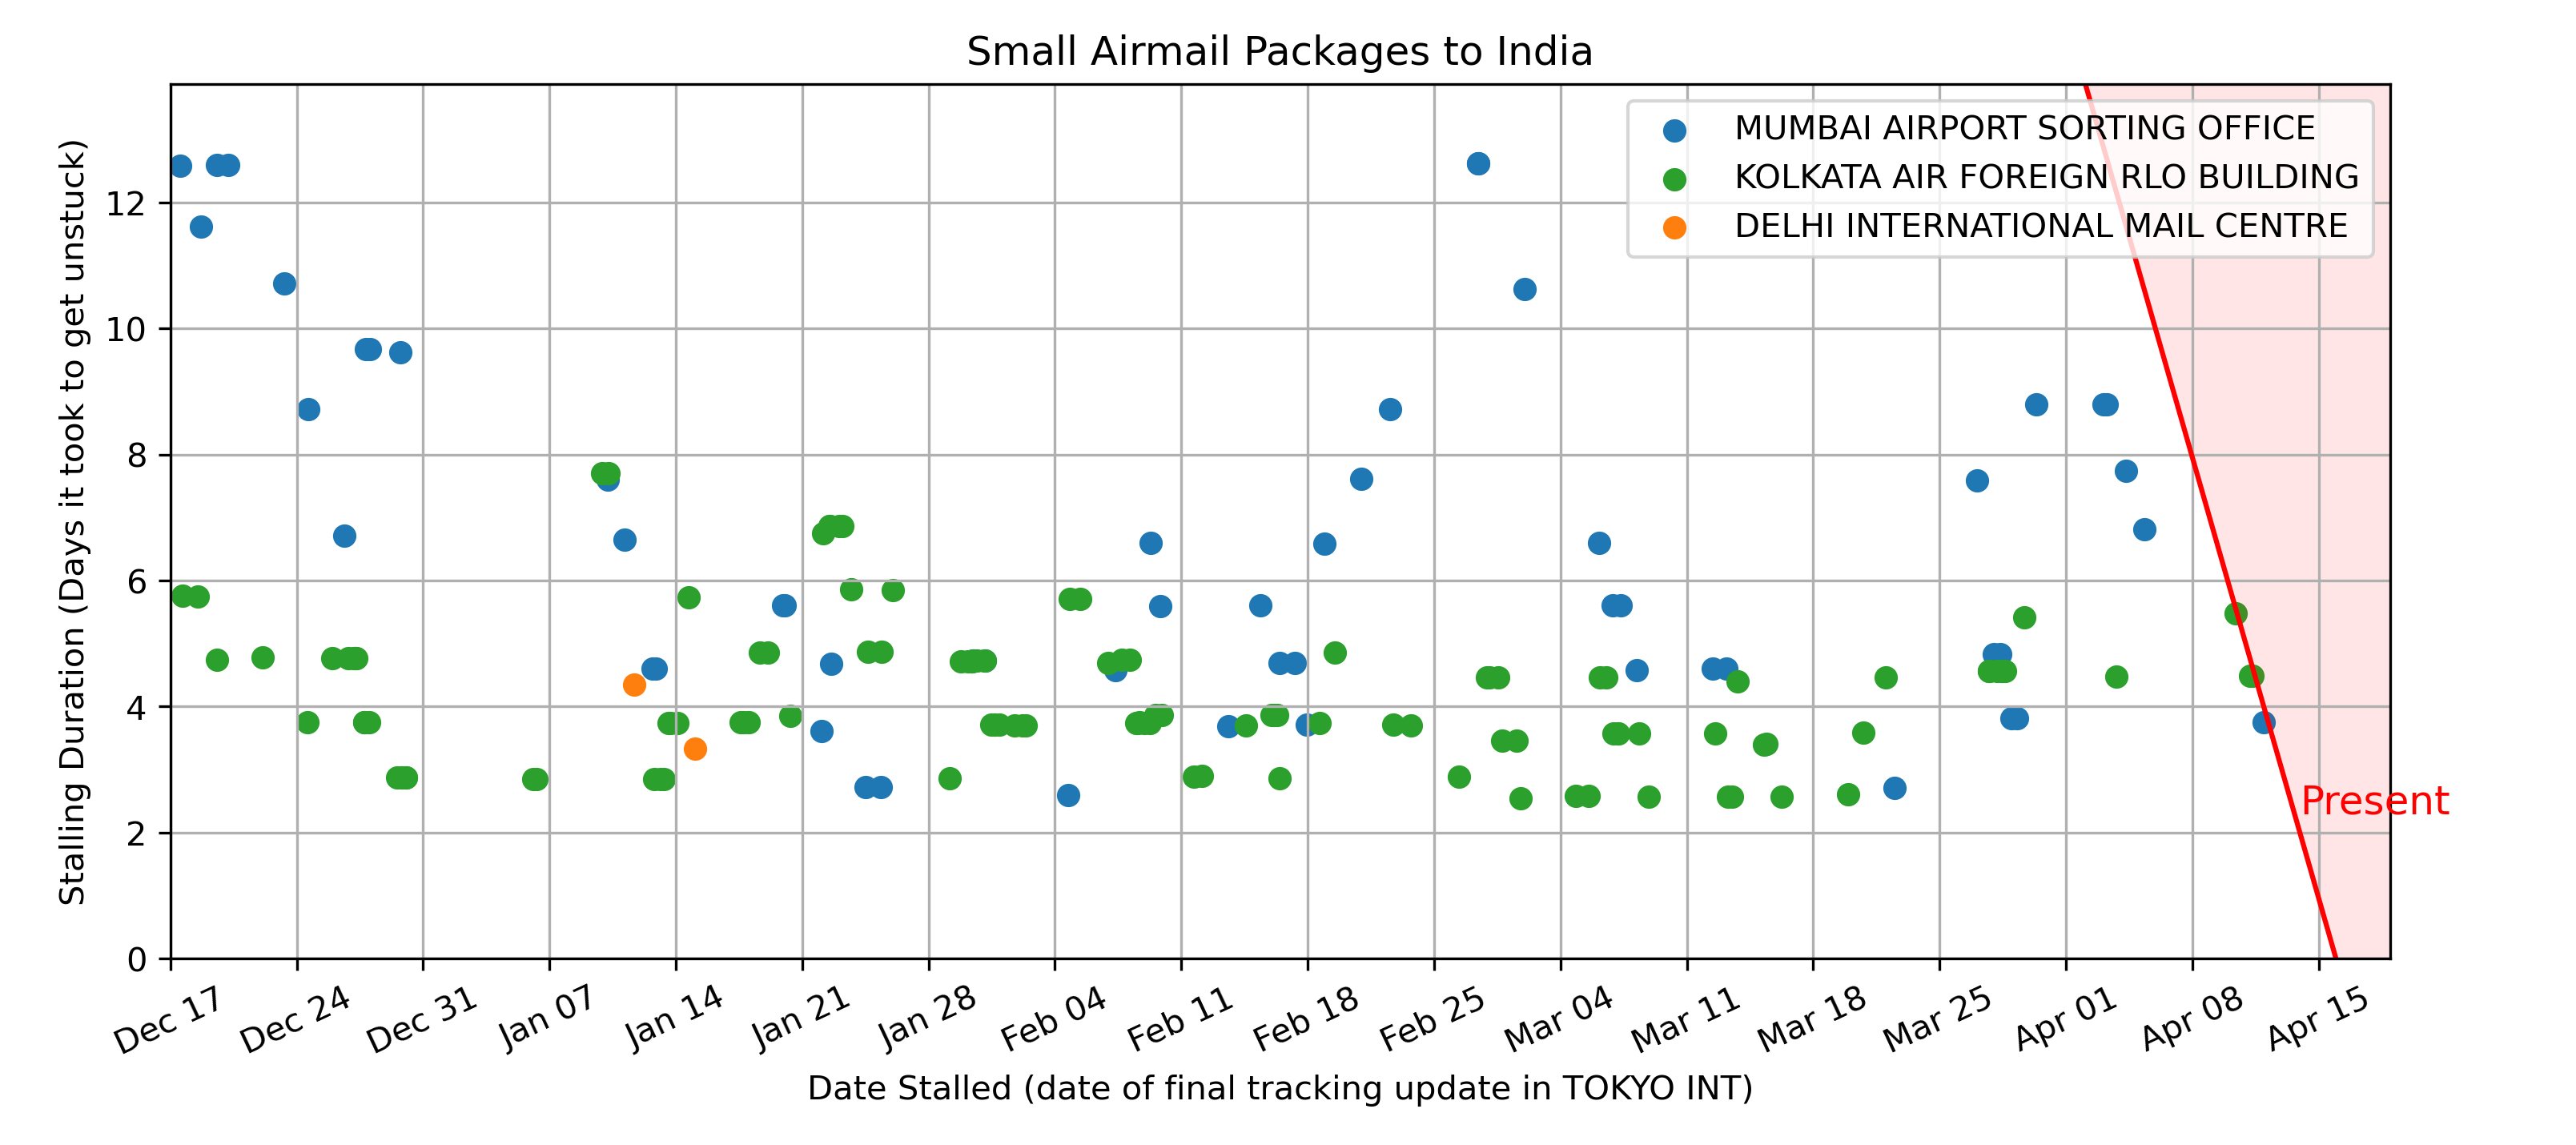 Small Airmail Packages to India
MUMBAI AIRPORT SORTING OFFICE
KOLKATA AIR FOREIGN RLO BUILDING
DELHI INTERNATIONAL MAIL CENTRE
Stalling Duration (Days it took to get unstuck)
12
10
8
6
4
2
0
Present
Dec 17 Dec 24 Dec 31 Jan 07 Jan 14 Jan 21 Jan 28 Feb 04 Feb 11 Feb 18 Feb 25 Mar 04 Mar 11 Mar 18 Mar 25 Apr 01 Apr 08 Apr 15
Date Stalled (date of final tracking update in TOKYO INT)